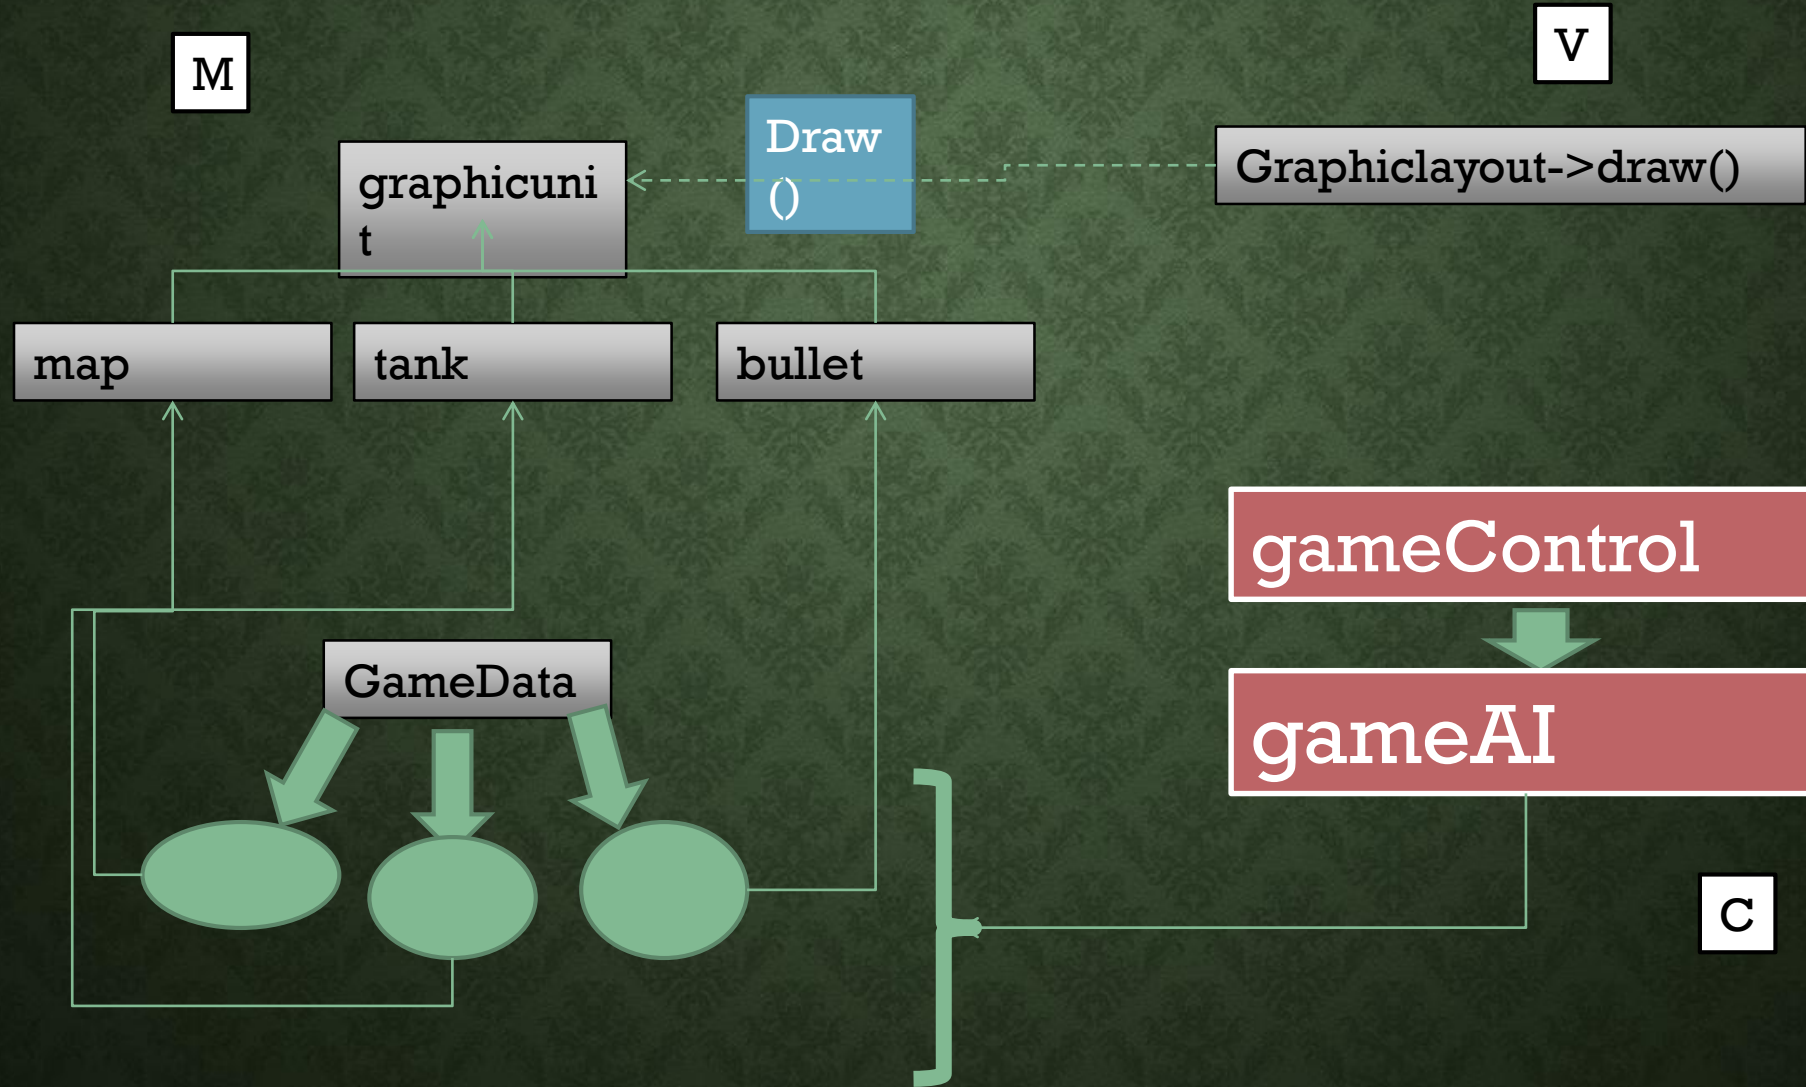 M
V
Draw
()
graphicuni
t
Graphiclayout->draw()
map
tank
bullet
gameControl
GameData
gameAI
C